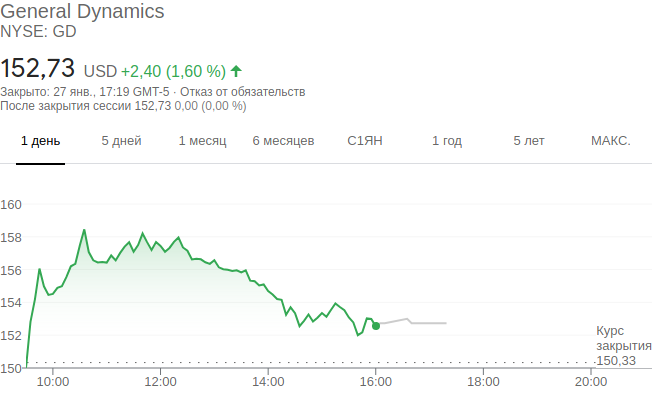 General Dynamics
NYSE: GD
152,73 USD +2,40 (1,60 %)
Закрыто: 27 янв., 17:19 GMT-5 · Отказ от обязательств
После закрытия сессии 152,73 0,00 (0,00 %)
1 день 5 дней 1 месяц 6 месяцев С1ЯН 1 год 5 лет МАКС.
160
158
156
154
152
150
Курс
закрытия
150,33
10:00 12:00 14:00 16:00 18:00 20:00